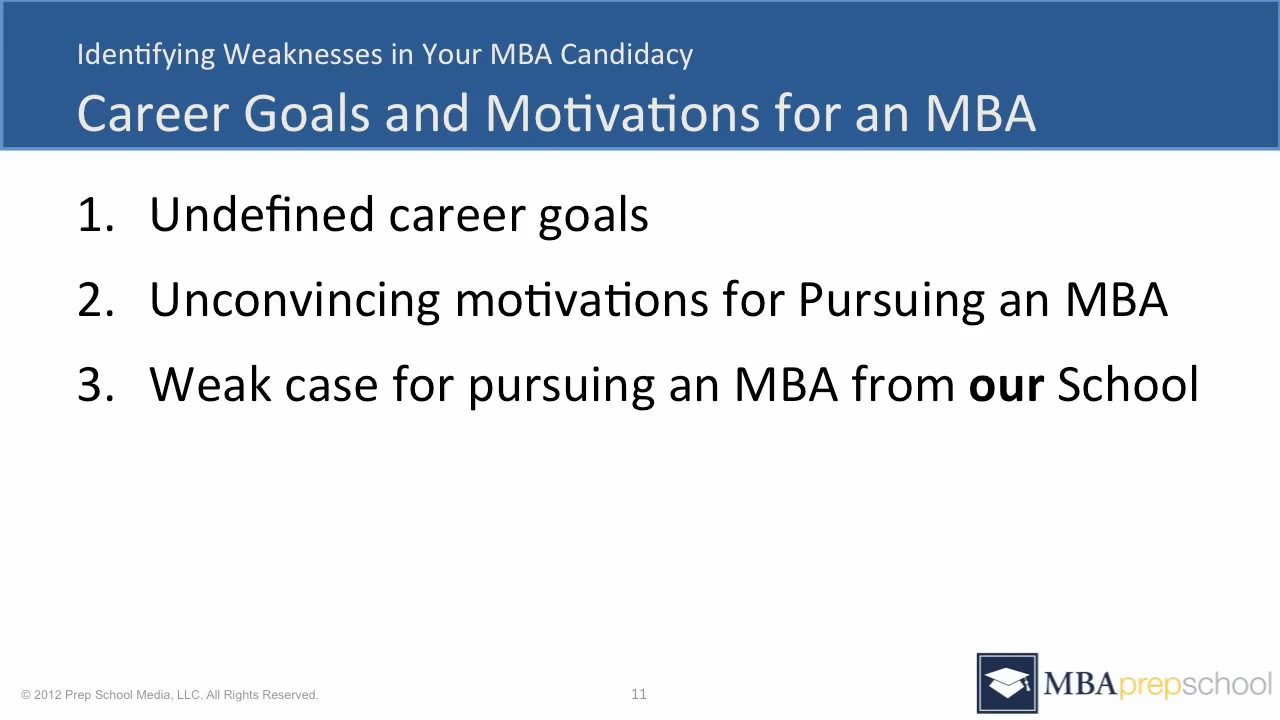 Identifying Weaknesses in Your MBA Candidacy
Career Goals and Motivations for an MBA
1. Undefined career goals
2. Unconvincing motivations for Pursuing an MBA
3. Weak case for pursuing an MBA from our School
© 2012 Prep School Media, LLC. All Rights Reserved.
11
MBAprepschool